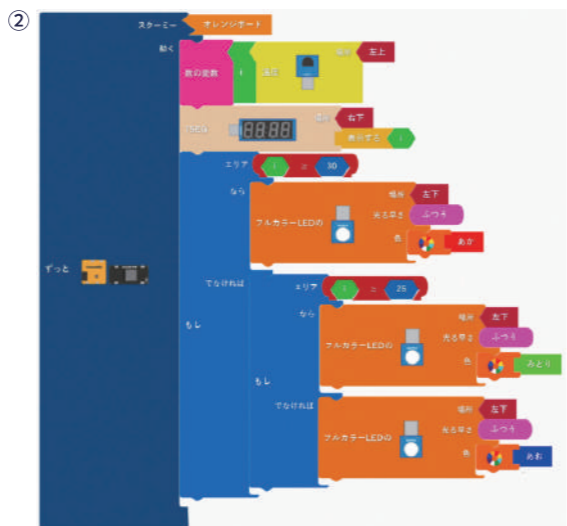 ②
スクーミー オレンジボード
動く
数の変数 i 温度 場所 左上
場所 右下
表示する i
エリア i ≥ 30
なら
場所 左下
フルカラーLEDの 光る早さ ふつう
色 あか
ずっと
でなければ
エリア i ≥ 25
なら
場所 左下
フルカラーLEDの 光る早さ ふつう
色 みどり
もし
もし
でなければ
場所 左下
フルカラーLEDの 光る早さ ふつう
色 あお